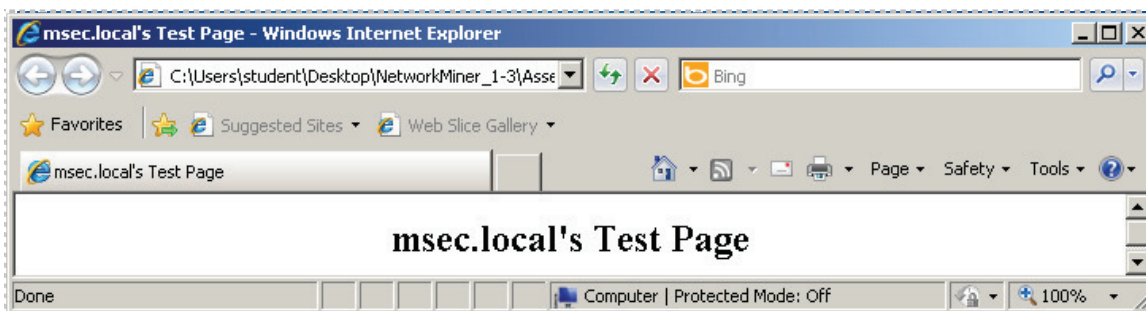 msec.local's Test Page - Windows Internet Explorer
C:\Users\student\Desktop\NetworkMiner_1-3\Asse
Bing
Favorites Suggested Sites Web Slice Gallery
msec.local's Test Page Page Safety Tools
msec.local's Test Page
Done Computer | Protected Mode: Off 100%